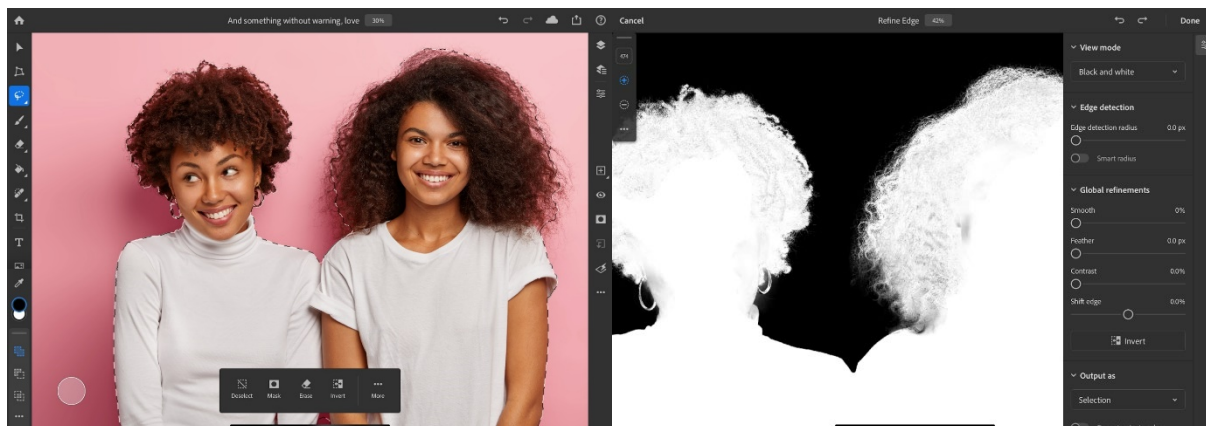 And something without warning, love 30%
T
Deselect Mask Erase Invert More
Cancel Refine Edge 42% Done
View mode
Black and white
Edge detection
Edge detection radius 0.0 px
Smart radius
Global refinements
Smooth 0%
Feather 0.0 px
Contrast 0.0%
Shift edge 0.0%
Invert
Output as
Selection